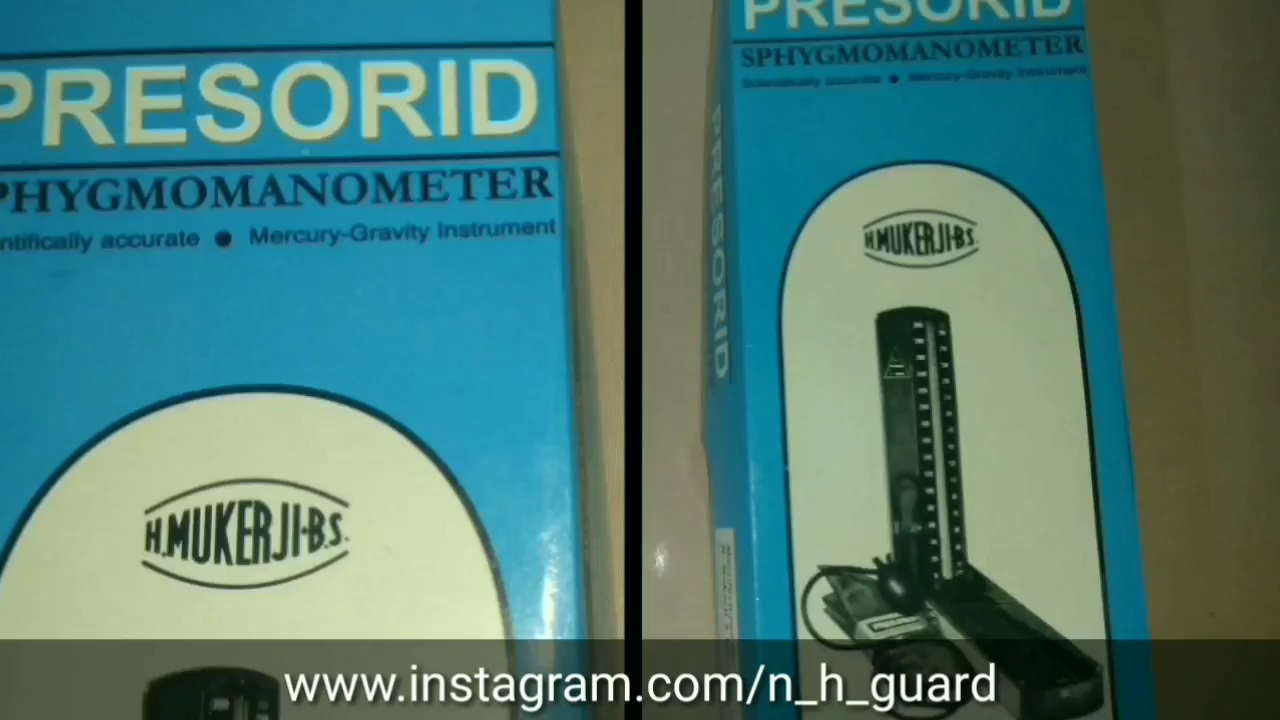 PRESORID
PHYGMOMANOMETER
ntifically accurate ● Mercury-Gravity Instrument
H.MUKERJI-B.S.
PRESORID
SPHYGMOMANOMETER
Scientifically accurate ● Mercury-Gravity Instrument
H.MUKERJI-B.S.
PRESORID
www.instagram.com/n_h_guard